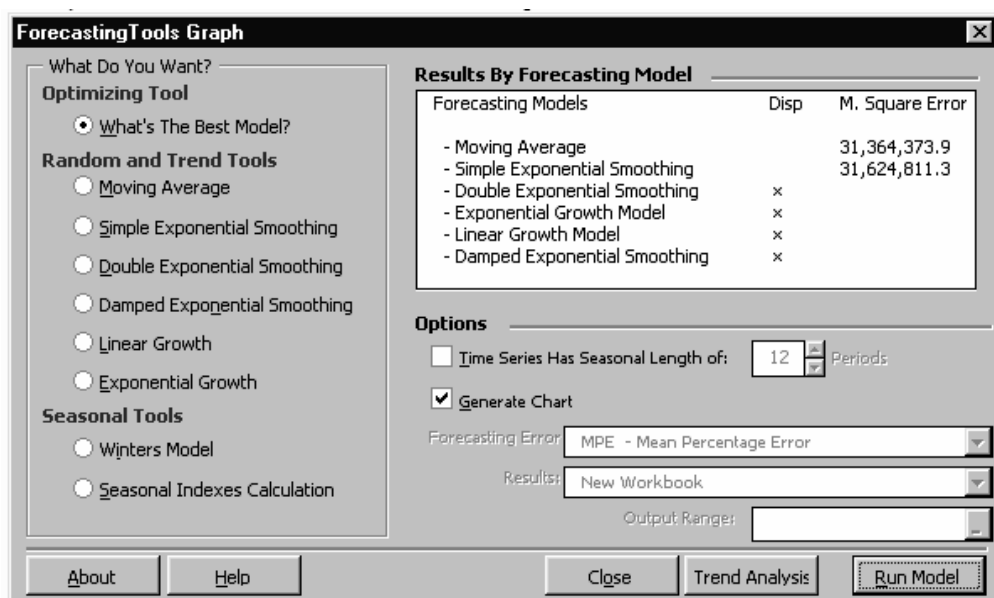 ForecastingTools Graph
What Do You Want?
Optimizing Tool
What's The Best Model?
Random and Trend Tools
Moving Average
Simple Exponential Smoothing
Double Exponential Smoothing
Damped Exponential Smoothing
Linear Growth
Exponential Growth
Seasonal Tools
Winters Model
Seasonal Indexes Calculation
Results By Forecasting Model
Forecasting Models Disp M. Square Error
- Moving Average 31,364,373.9
- Simple Exponential Smoothing 31,624,811.3
- Double Exponential Smoothing ×
- Exponential Growth Model ×
- Linear Growth Model ×
- Damped Exponential Smoothing ×
Options
Time Series Has Seasonal Length of: 12 Periods
Generate Chart
Forecasting Error MPE - Mean Percentage Error
Results: New Workbook
Output Range:
About Help Close Trend Analysis Run Model